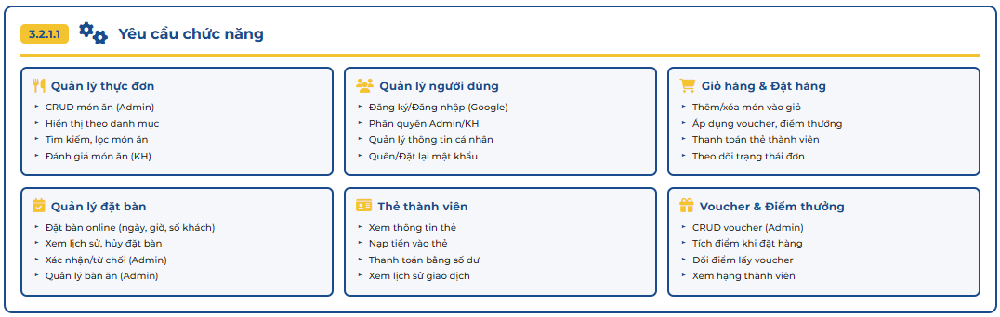 3.2.1.1 Yêu cầu chức năng
Quản lý thực đơn
‣ CRUD món ăn (Admin)
‣ Hiển thị theo danh mục
‣ Tìm kiếm, lọc món ăn
‣ Đánh giá món ăn (KH)
Quản lý người dùng
‣ Đăng ký/Đăng nhập (Google)
‣ Phân quyền Admin/KH
‣ Quản lý thông tin cá nhân
‣ Quên/Đặt lại mật khẩu
Giỏ hàng & Đặt hàng
‣ Thêm/xóa món vào giỏ
‣ Áp dụng voucher, điểm thưởng
‣ Thanh toán thẻ thành viên
‣ Theo dõi trạng thái đơn
Quản lý đặt bàn
‣ Đặt bàn online (ngày, giờ, số khách)
‣ Xem lịch sử, hủy đặt bàn
‣ Xác nhận/từ chối (Admin)
‣ Quản lý bàn ăn (Admin)
Thẻ thành viên
‣ Xem thông tin thẻ
‣ Nạp tiền vào thẻ
‣ Thanh toán bằng số dư
‣ Xem lịch sử giao dịch
Voucher & Điểm thưởng
‣ CRUD voucher (Admin)
‣ Tích điểm khi đặt hàng
‣ Đổi điểm lấy voucher
‣ Xem hạng thành viên